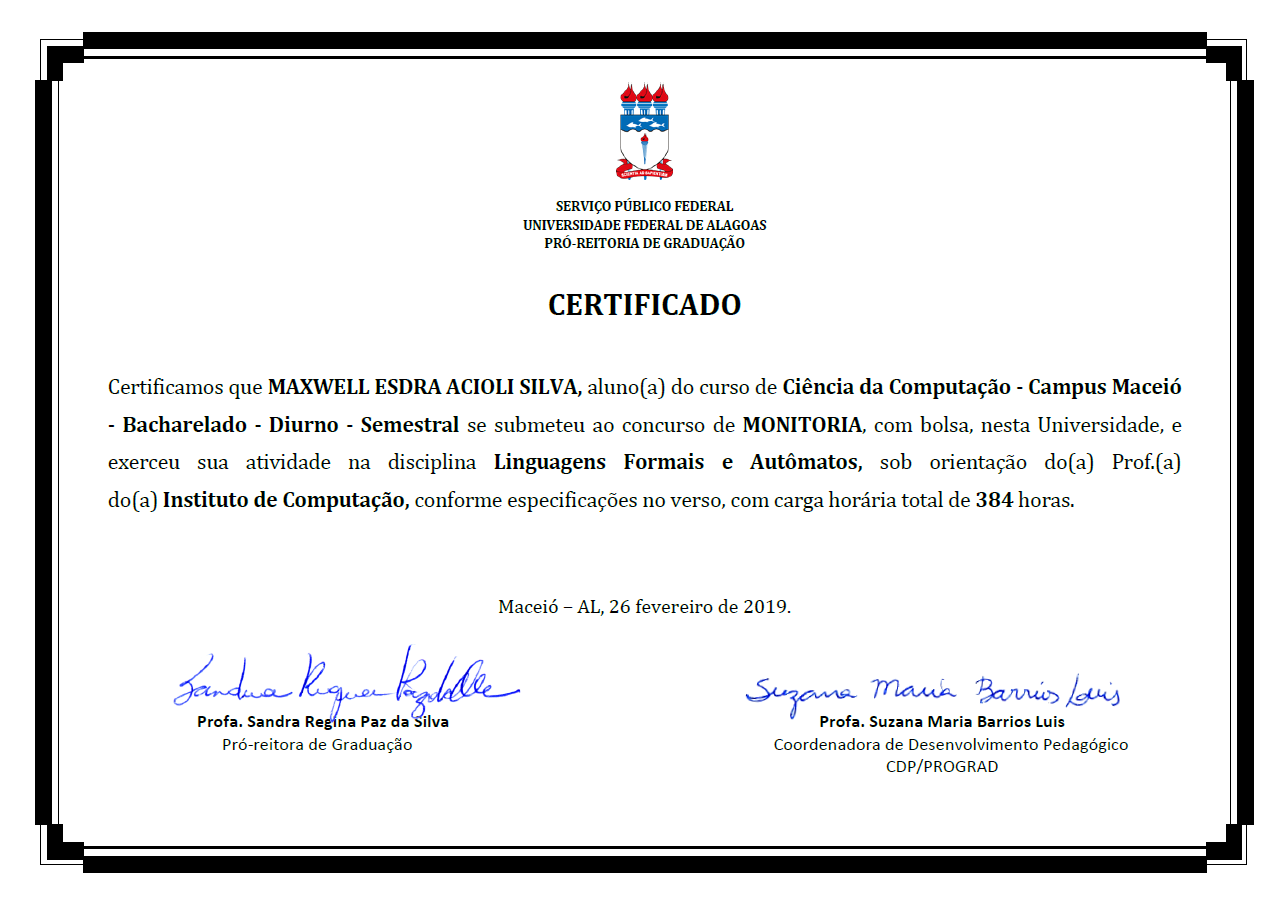 SERVIÇO PÚBLICO FEDERAL
UNIVERSIDADE FEDERAL DE ALAGOAS
PRÓ-REITORIA DE GRADUAÇÃO
CERTIFICADO
Certificamos que MAXWELL ESDRA ACIOLI SILVA, aluno(a) do curso de Ciência da Computação - Campus Maceió
- Bacharelado - Diurno - Semestral se submeteu ao concurso de MONITORIA, com bolsa, nesta Universidade, e
exerceu sua atividade na disciplina Linguagens Formais e Autômatos, sob orientação do(a) Prof.(a)
do(a) Instituto de Computação, conforme especificações no verso, com carga horária total de 384 horas.
Maceió – AL, 26 fevereiro de 2019.
Suzana Maria Barrios Luis
Profa. Sandra Regina Paz da Silva
Pró-reitora de Graduação
Profa. Suzana Maria Barrios Luis
Coordenadora de Desenvolvimento Pedagógico
CDP/PROGRAD